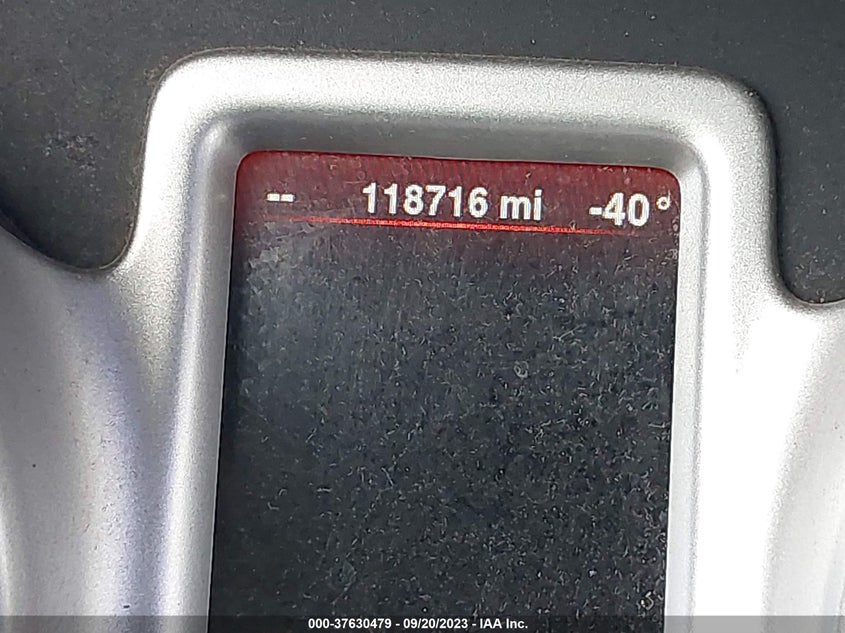 -- 118716 mi -40°
000-37630479 - 09/20/2023 - IAA Inc.